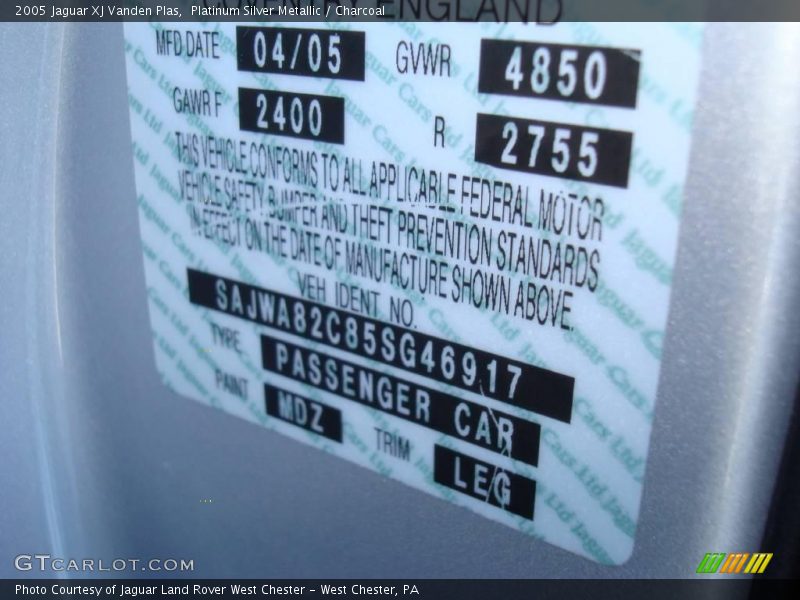 2005 Jaguar XJ Vanden Plas, Platinum Silver Metallic / Charcoal
ENGLAND
MFD DATE 04/05 GVWR 4850
GAWR F 2400 R 2755
THIS VEHICLE CONFORMS TO ALL APPLICABLE FEDERAL MOTOR
VEHICLE SAFETY BUMPER AND THEFT PREVENTION STANDARDS
IN EFFECT ON THE DATE OF MANUFACTURE SHOWN ABOVE.
VEH IDENT NO.
SAJWA82C85SG46917
TYPE PASSENGER CAR
PAINT MDZ TRIM LEG
GTCARLOT.COM
Photo Courtesy of Jaguar Land Rover West Chester – West Chester, PA